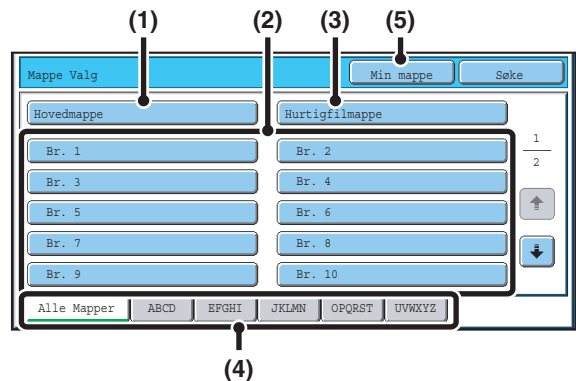 (1) (2) (3) (5)
Mappe Valg Min mappe Søke
Hovedmappe Hurtigfilmappe
Br. 1 Br. 2 1
2
Br. 3 Br. 4
Br. 5 Br. 6
Br. 7 Br. 8
Br. 9 Br. 10
Alle Mapper ABCD EFGHI JKLMN OPQRST UVWXYZ
(4)